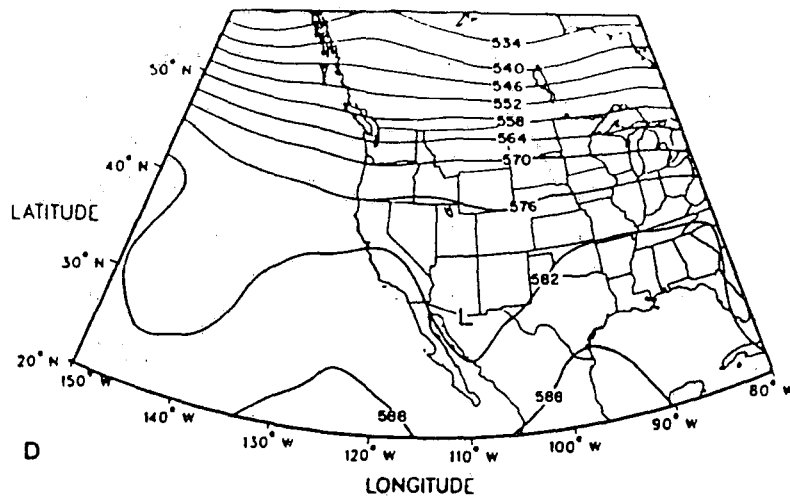 534
540
50° N
546
552
558
564
570
40° N
576
LATITUDE
30° N
582
L
20° N
150° W
588
588
80° W
140° W
90° W
130° W
120° W
110° W
100° W
D
LONGITUDE